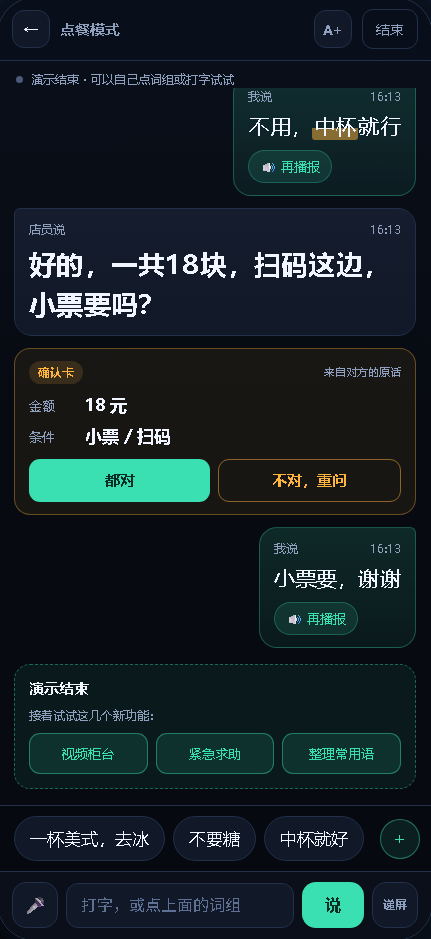 ← 点餐模式 A+ 结束
演示结束·可以自己点词组或打字试试
我说 16:13
不用，中杯就行
再播报
店员说 16:13
好的，一共18块，扫码这边，
小票要吗？
确认卡 来自对方的原话
金额 18 元
条件 小票 / 扫码
都对 不对，重问
我说 16:13
小票要，谢谢
再播报
演示结束
接着试试这几个新功能：
视频柜台 紧急求助 整理常用语
一杯美式，去冰 不要糖 中杯就好 +
打字，或点上面的词组 说 递屏